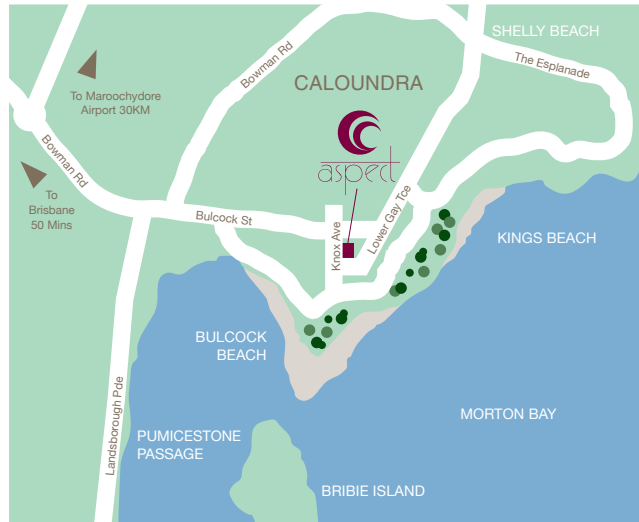 SHELLY BEACH
The Esplanade
Bowman Rd
To Maroochydore
Airport 30KM
CALOUNDRA
aspect
Bowman Rd
To
Brisbane
50 Mins
Bulcock St
Knox Ave
Lower Gay Tce
KINGS BEACH
BULCOCK
BEACH
Landsborough Pde
MORTON BAY
PUMICESTONE
PASSAGE
BRIBIE ISLAND